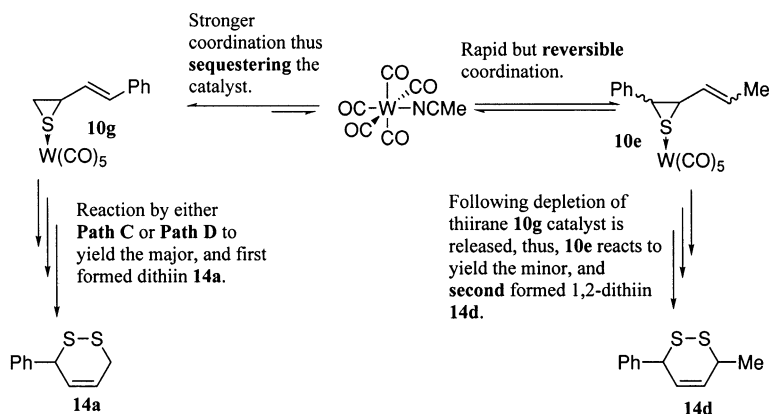 Stronger
coordination thus
sequestering the
catalyst.
Rapid but reversible
coordination.
Ph
S
10g
W(CO)5
CO
CO
CO
OC
W
NCMe
OC
CO
Ph
Me
S
10e
W(CO)5
Reaction by either
Path C or Path D to
yield the major, and first
formed dithiin 14a.
Following depletion of
thiirane 10g catalyst is
released, thus, 10e reacts to
yield the minor, and
second formed 1,2-dithiin
14d.
S-S
Ph
14a
S-S
Ph
Me
14d